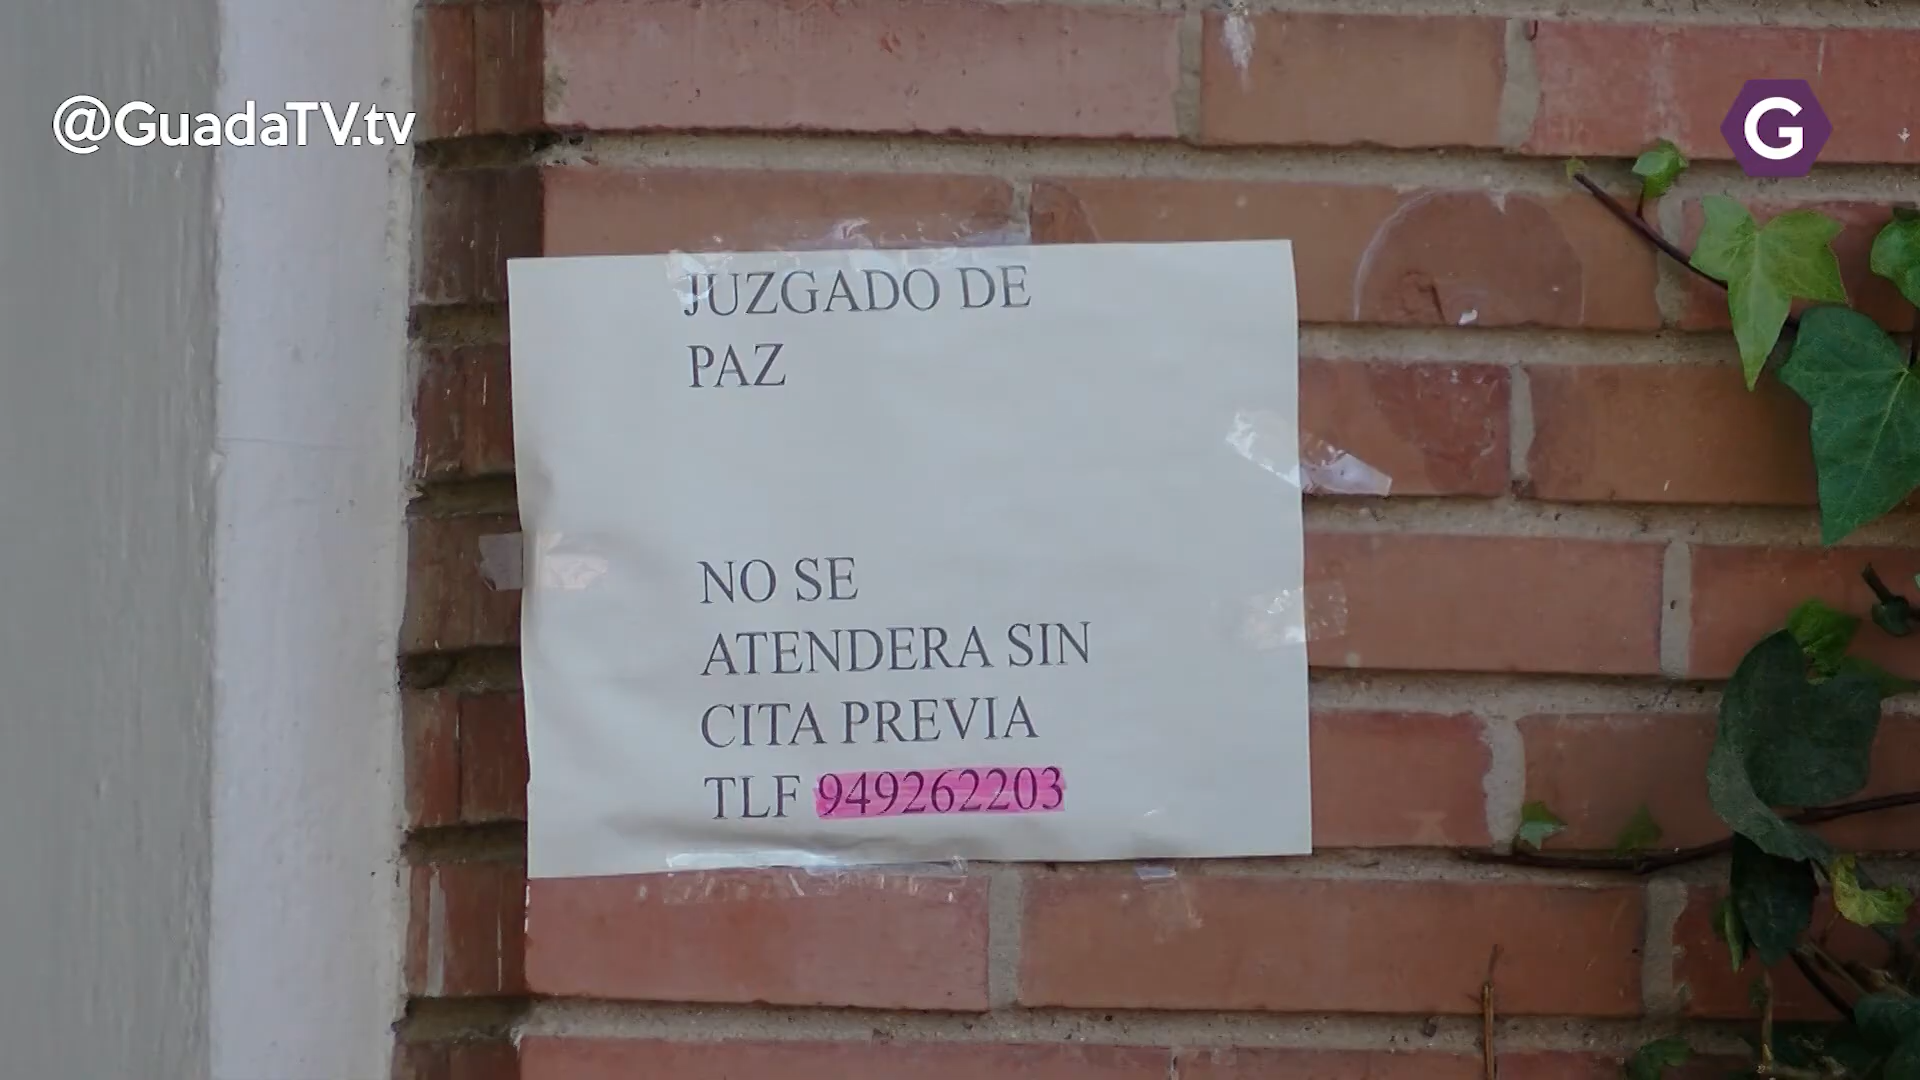 @GuadaTV.tv
G
JUZGADO DE
PAZ
NO SE
ATENDERA SIN
CITA PREVIA
TLF 949262203